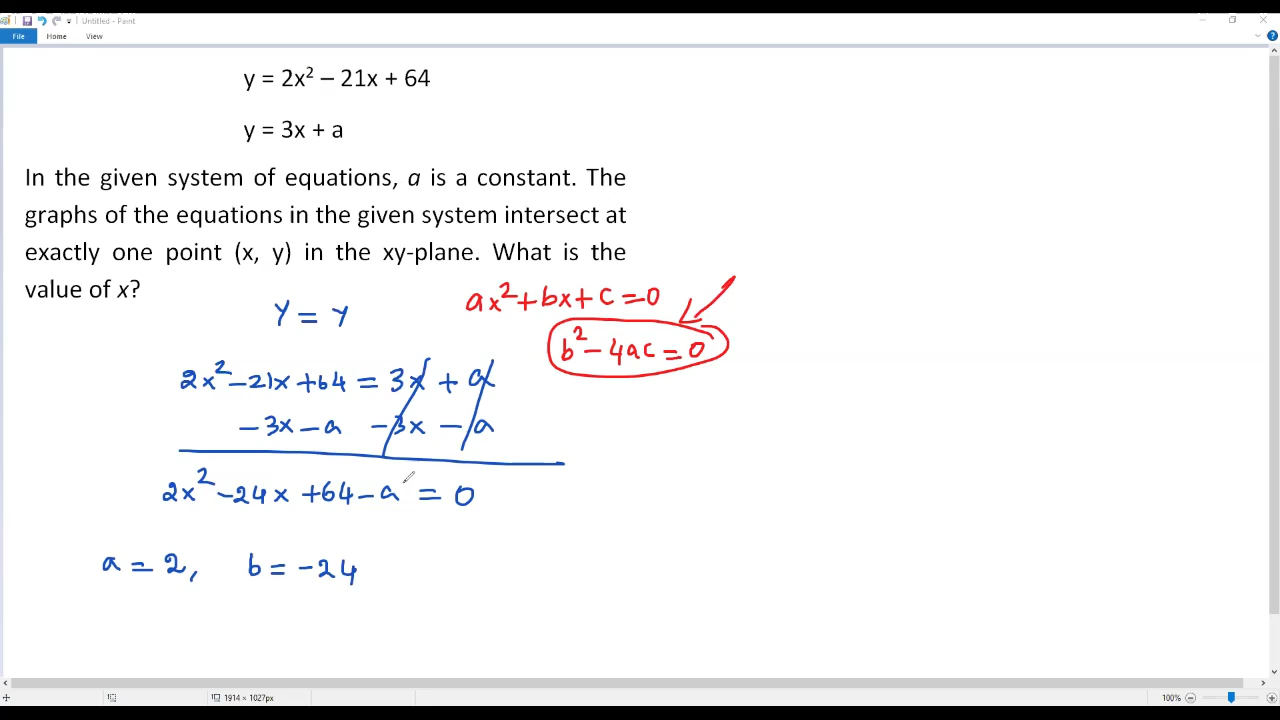 Untitled - Paint
File Home View
y = 2x² – 21x + 64
y = 3x + a
In the given system of equations, a is a constant. The
graphs of the equations in the given system intersect at
exactly one point (x, y) in the xy-plane. What is the
value of x?
y = y
ax² + bx + c = 0
b² - 4ac = 0
2x² - 21x + 64 = 3x + a
- 3x - a - 3x - a
2x² - 24x + 64 - a = 0
a = 2, b = -24
1914 × 1027px
100%